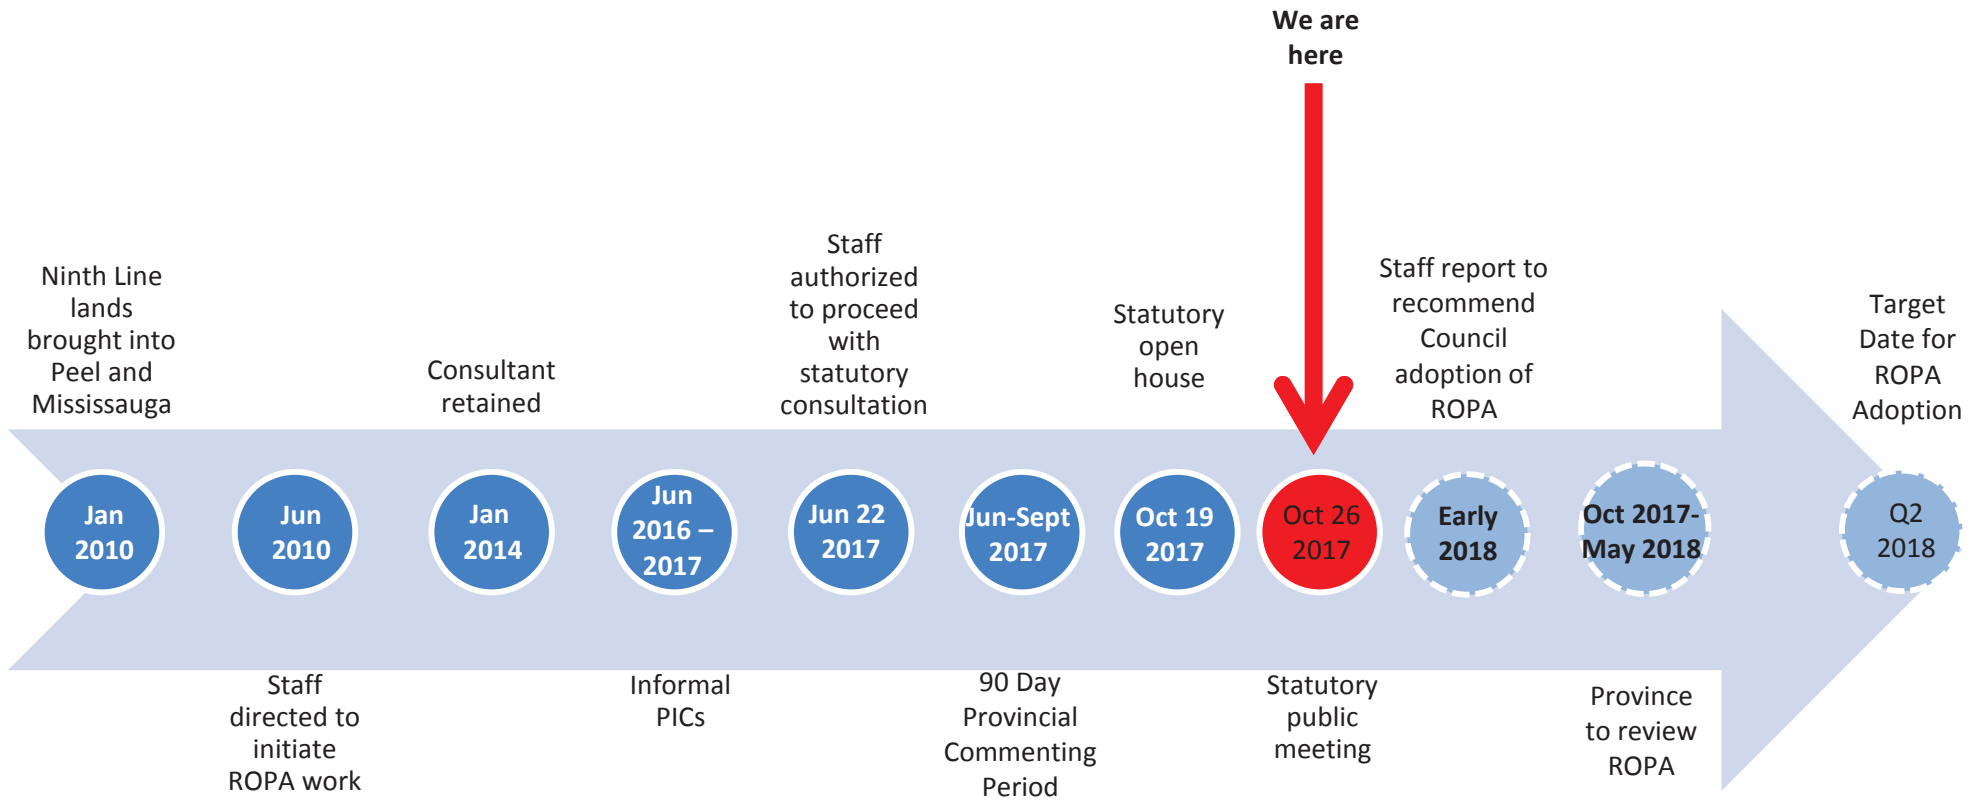 We are
here
Ninth Line
lands
brought into
Peel and
Mississauga
Consultant
retained
Staff
authorized
to proceed
with
statutory
consultation
Statutory
open
house
Staff report to
recommend
Council
adoption of
ROPA
Target
Date for
ROPA
Adoption
Jan
2010
Jun
2010
Jan
2014
Jun
2016 –
2017
Jun 22
2017
Jun-Sept
2017
Oct 19
2017
Oct 26
2017
Early
2018
Oct 2017-
May 2018
Q2
2018
Staff
directed to
initiate
ROPA work
Informal
PICs
90 Day
Provincial
Commenting
Period
Statutory
public
meeting
Province
to review
ROPA